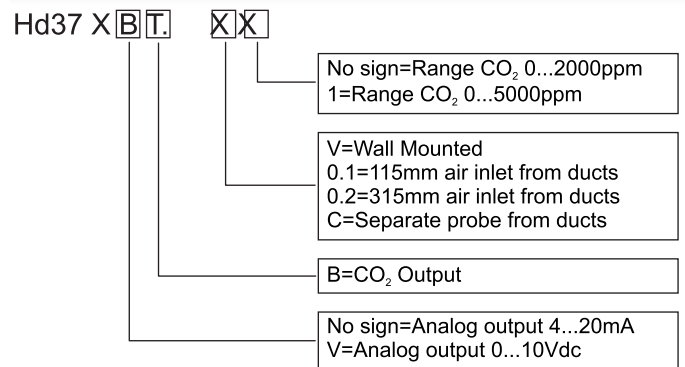 Hd37 X B T. X X
No sign=Range CO₂ 0...2000ppm
1=Range CO₂ 0...5000ppm
V=Wall Mounted
0.1=115mm air inlet from ducts
0.2=315mm air inlet from ducts
C=Separate probe from ducts
B=CO₂ Output
No sign=Analog output 4...20mA
V=Analog output 0...10Vdc